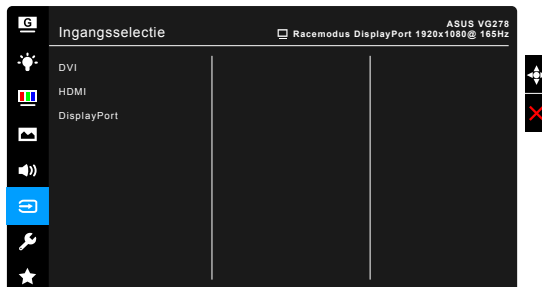 G
ASUS VG278
Ingangsselectie
Racemodus DisplayPort 1920x1080@ 165Hz
DVI
HDMI
DisplayPort